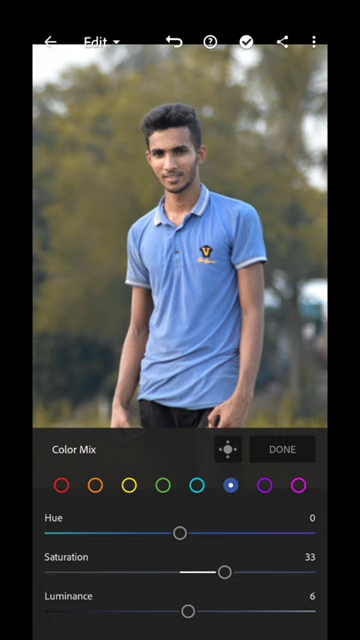 Edit
V
Color Mix
DONE
Hue
0
Saturation
33
Luminance
6